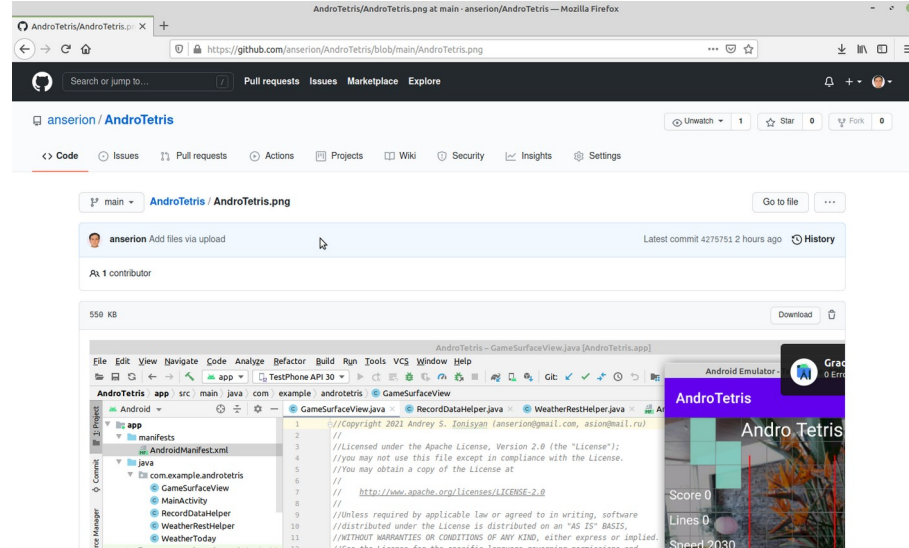 AndroTetris/AndroTetris.png at main · anserion/AndroTetris — Mozilla Firefox
AndroTetris/AndroTetris.pn
https://github.com/anserion/AndroTetris/blob/main/AndroTetris.png
Search or jump to... / Pull requests Issues Marketplace Explore
anserion / AndroTetris Unwatch 1 Star 0 Fork 0
<> Code Issues Pull requests Actions Projects Wiki Security Insights Settings
main AndroTetris / AndroTetris.png Go to file ...
anserion Add files via upload Latest commit 4275751 2 hours ago History
1 contributor
550 KB Download
AndroTetris – GameSurfaceView.java [AndroTetris.app]
File Edit View Navigate Code Analyze Refactor Build Run Tools VCS Window Help
app TestPhone API 30 Git:
AndroTetris app src main java com example androtetris GameSurfaceView
Android GameSurfaceView.java RecordDataHelper.java WeatherRestHelper.java
1: Project
Commit
app
manifests
AndroidManifest.xml
java
com.example.androtetris
GameSurfaceView
MainActivity
RecordDataHelper
WeatherRestHelper
WeatherToday
1 //Copyright 2021 Andrey S. Ionisyan (anserion@gmail.com, asion@mail.ru)
2 //
3 //Licensed under the Apache License, Version 2.0 (the "License");
4 //you may not use this file except in compliance with the License.
5 //You may obtain a copy of the License at
6 //
7 // http://www.apache.org/licenses/LICENSE-2.0
8 //
9 //Unless required by applicable law or agreed to in writing, software
10 //distributed under the License is distributed on an "AS IS" BASIS,
11 //WITHOUT WARRANTIES OR CONDITIONS OF ANY KIND, either express or implied.
Android Emulator -
AndroTetris
Andro Tetris
Score 0
Lines 0
Speed 2030